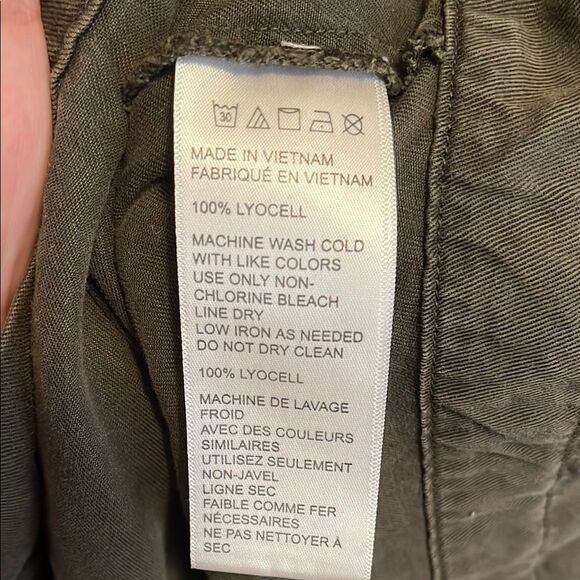 30
MADE IN VIETNAM
FABRIQUÉ EN VIETNAM
100% LYOCELL
MACHINE WASH COLD
WITH LIKE COLORS
USE ONLY NON-
CHLORINE BLEACH
LINE DRY
LOW IRON AS NEEDED
DO NOT DRY CLEAN
100% LYOCELL
MACHINE DE LAVAGE
FROID
AVEC DES COULEURS
SIMILAIRES
UTILISEZ SEULEMENT
NON-JAVEL
LIGNE SEC
FAIBLE COMME FER
NÉCESSAIRES
NE PAS NETTOYER À
SEC